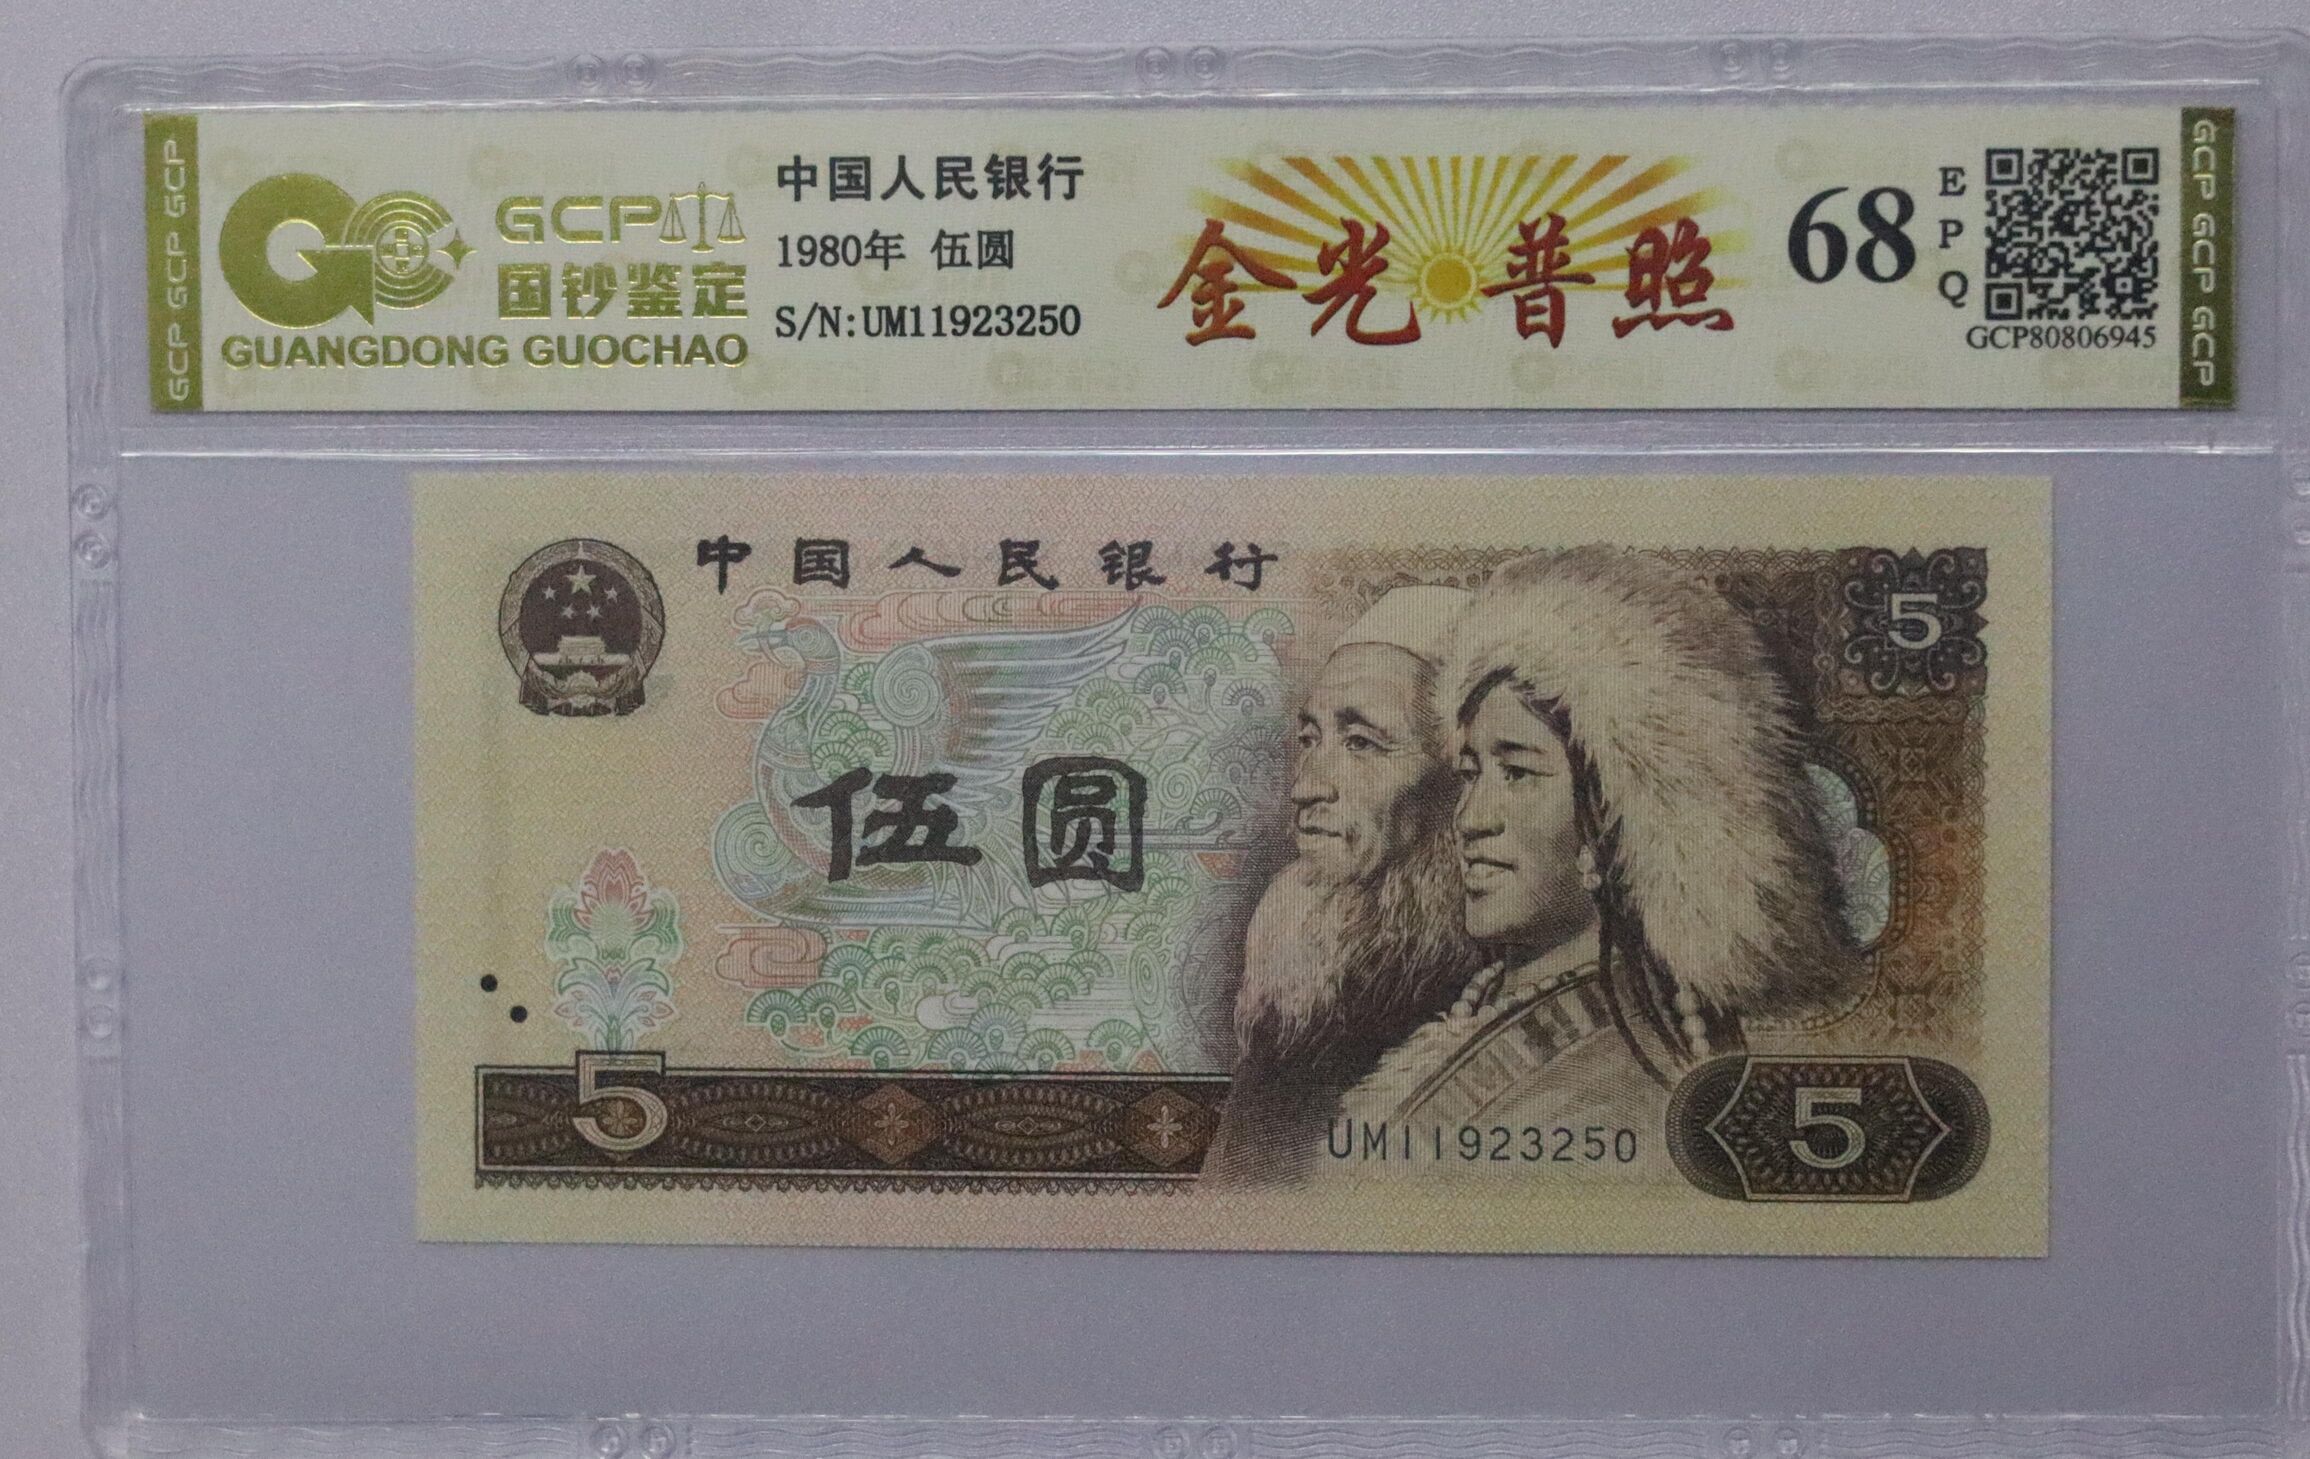 GCP GCP GCP
GCP
国钞鉴定
GUANGDONG GUOCHAO
中国人民银行
1980年 伍圆
S/N:UM11923250
金光普照
68
EPQ
GCP80806945
GCP GCP GCP
中国人民银行
5
伍圆
5
UM11923250
5